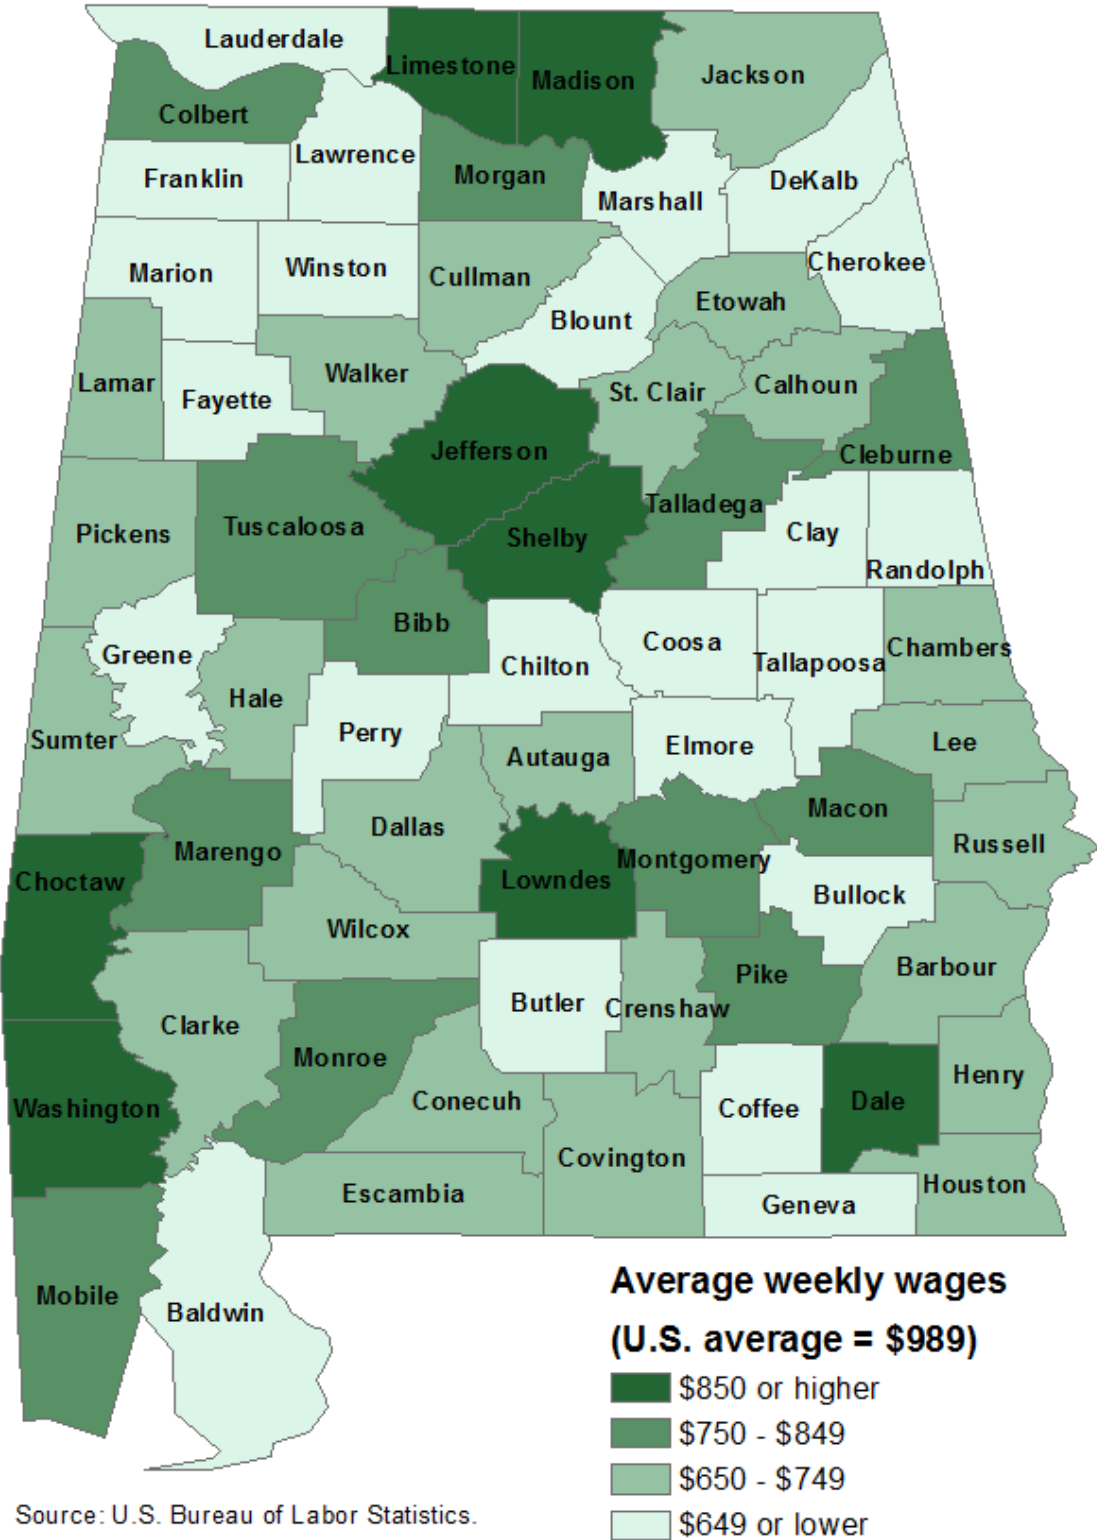 Lauderdale
Limestone
Madison
Jackson
Colbert
Lawrence
Franklin
Morgan
DeKalb
Marshall
Marion
Winston
Cullman
Cherokee
Etowah
Blount
Lamar
Walker
Fayette
St. Clair
Calhoun
Jefferson
Cleburne
Talladega
Pickens
Tuscaloosa
Shelby
Clay
Randolph
Bibb
Greene
Chilton
Coosa
Tallapoosa
Chambers
Hale
Sumter
Perry
Autauga
Elmore
Lee
Dallas
Macon
Marengo
Montgomery
Russell
Choctaw
Lowndes
Bullock
Wilcox
Barbour
Pike
Butler
Crenshaw
Clarke
Monroe
Henry
Washington
Conecuh
Coffee
Dale
Covington
Escambia
Houston
Geneva
Mobile
Baldwin
Average weekly wages
(U.S. average = $989)
$850 or higher
$750 - $849
$650 - $749
$649 or lower
Source: U.S. Bureau of Labor Statistics.